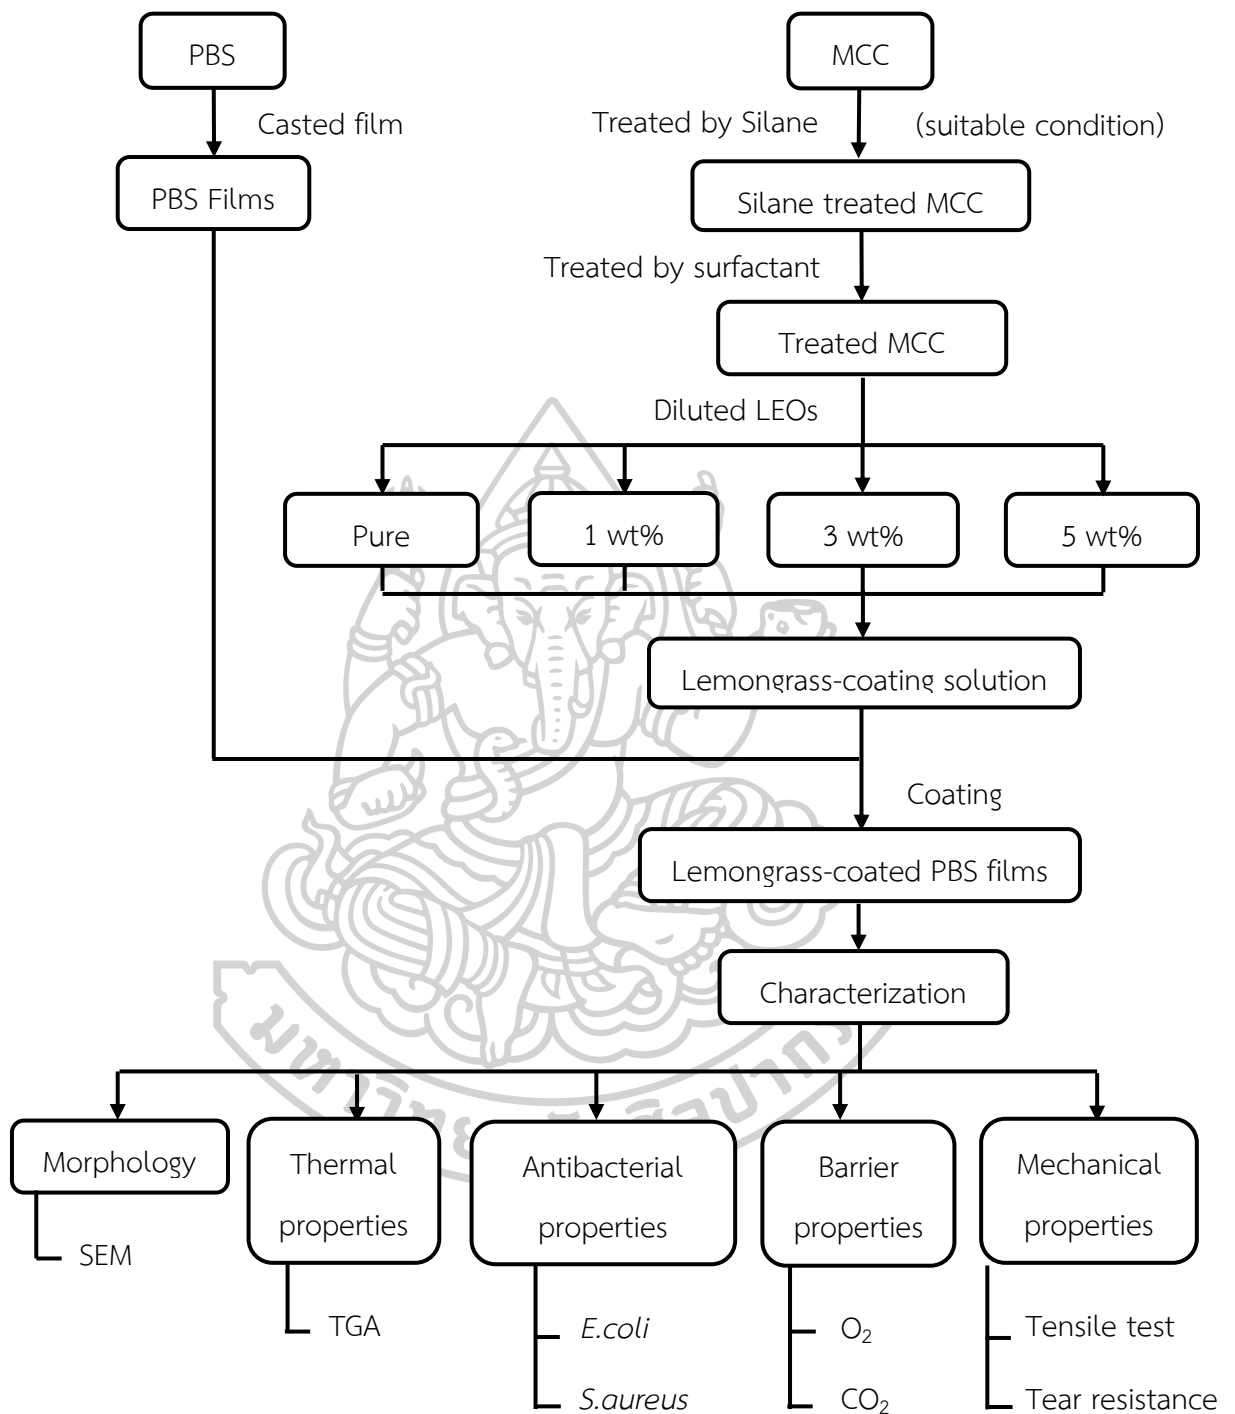 PBS
MCC
Casted film
Treated by Silane
(suitable condition)
PBS Films
Silane treated MCC
Treated by surfactant
Treated MCC
Diluted LEOs
Pure
1 wt%
3 wt%
5 wt%
Lemongrass-coating solution
Coating
Lemongrass-coated PBS films
Characterization
Morphology
Thermal
properties
Antibacterial
properties
Barrier
properties
Mechanical
properties
SEM
TGA
E.coli
S.aureus
O₂
CO₂
Tensile test
Tear resistance